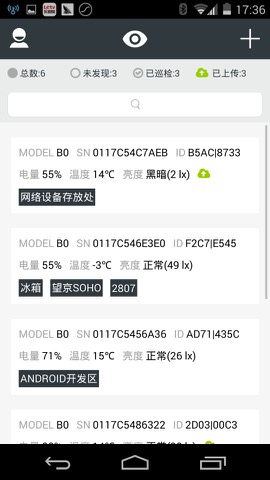 17:36
总数:6 未发现:3 已巡检:3 已上传:3
MODEL B0 SN 0117C54C7AEB ID B5AC|8733
电量 55% 温度 14℃ 亮度 黑暗(2 lx)
网络设备存放处
MODEL B0 SN 0117C546E3E0 ID F2C7|E545
电量 55% 温度 -3℃ 亮度 正常(49 lx)
冰箱 望京SOHO 2807
MODEL B0 SN 0117C5456A36 ID AD71|435C
电量 71% 温度 15℃ 亮度 正常(26 lx)
ANDROID开发区
MODEL B0 SN 0117C5486322 ID 2D03|00C3